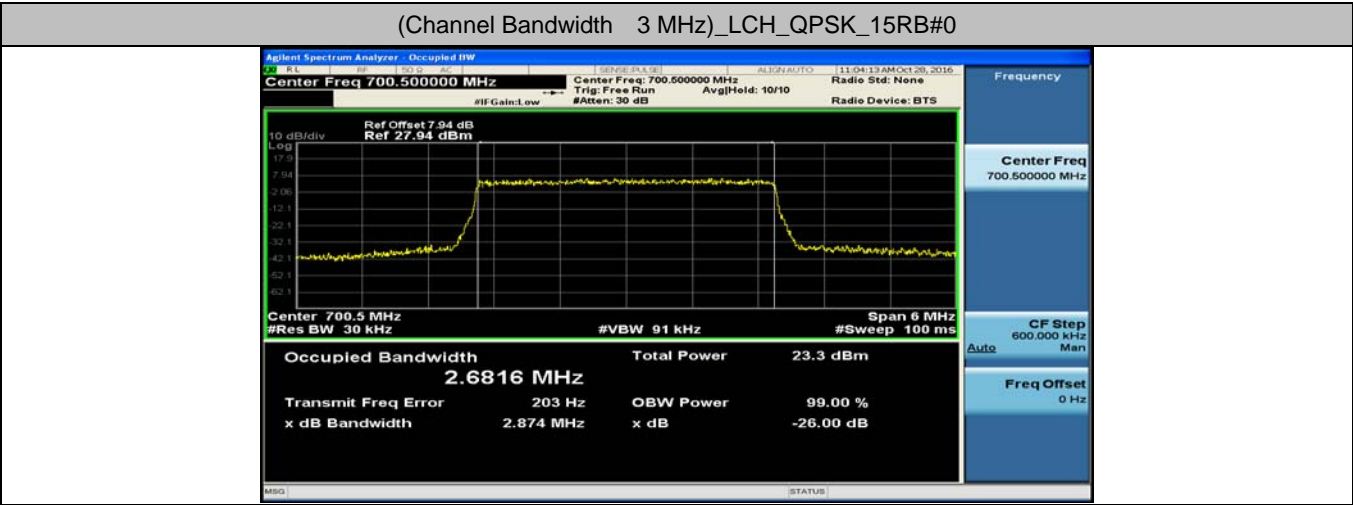 (Channel Bandwidth 3 MHz)_LCH_QPSK_15RB#0
Agilent Spectrum Analyzer - Occupied BW
RL RF 50 Ω AC SENSE:PULSE ALIGN AUTO 11:04:13 AM Oct 28, 2016
Center Freq 700.500000 MHz
Center Freq: 700.500000 MHz
Radio Std: None
Trig: Free Run Avg|Hold: 10/10
#IFGain:Low #Atten: 30 dB Radio Device: BTS
Ref Offset 7.94 dB
10 dB/div Ref 27.94 dBm
Log
17.9
7.94
-2.06
-12.1
-22.1
-32.1
-42.1
-52.1
-62.1
Center 700.5 MHz Span 6 MHz
#Res BW 30 kHz #VBW 91 kHz #Sweep 100 ms
Occupied Bandwidth Total Power 23.3 dBm
2.6816 MHz
Transmit Freq Error 203 Hz OBW Power 99.00 %
x dB Bandwidth 2.874 MHz x dB -26.00 dB
MSG STATUS
Frequency
Center Freq
700.500000 MHz
CF Step
600.000 kHz
Auto Man
Freq Offset
0 Hz